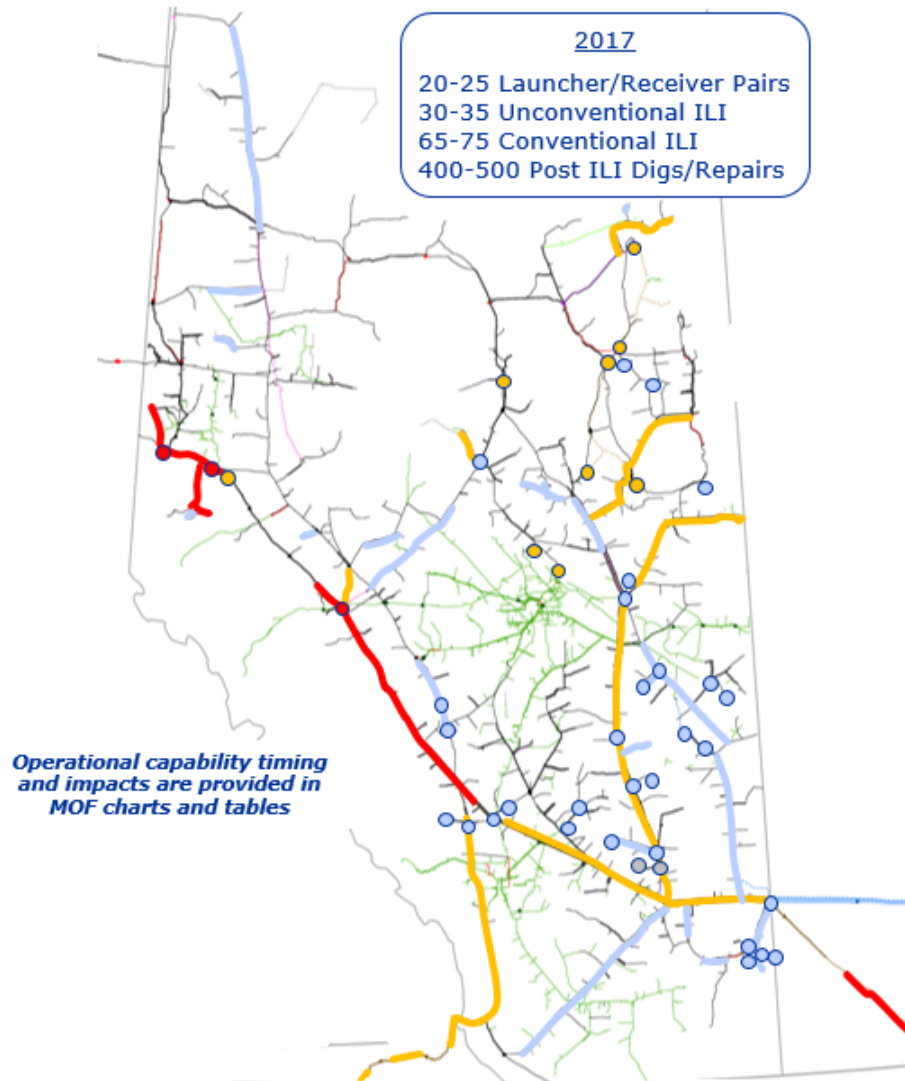 2017
20-25 Launcher/Receiver Pairs
30-35 Unconventional ILI
65-75 Conventional ILI
400-500 Post ILI Digs/Repairs
Operational capability timing
and impacts are provided in
MOF charts and tables